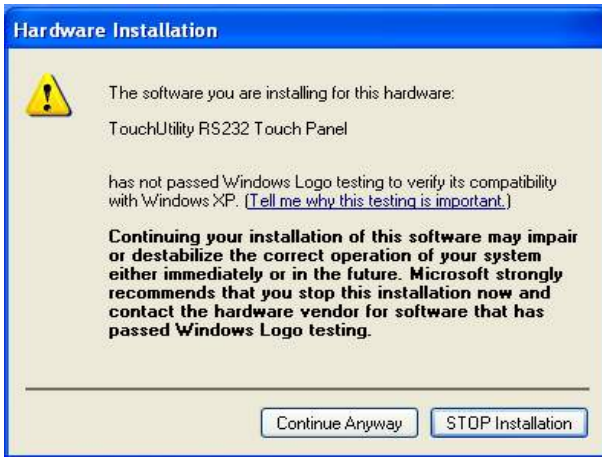 Hardware Installation
The software you are installing for this hardware:
TouchUtility RS232 Touch Panel
has not passed Windows Logo testing to verify its compatibility
with Windows XP. (Tell me why this testing is important.)
Continuing your installation of this software may impair
or destabilize the correct operation of your system
either immediately or in the future. Microsoft strongly
recommends that you stop this installation now and
contact the hardware vendor for software that has
passed Windows Logo testing.
Continue Anyway STOP Installation